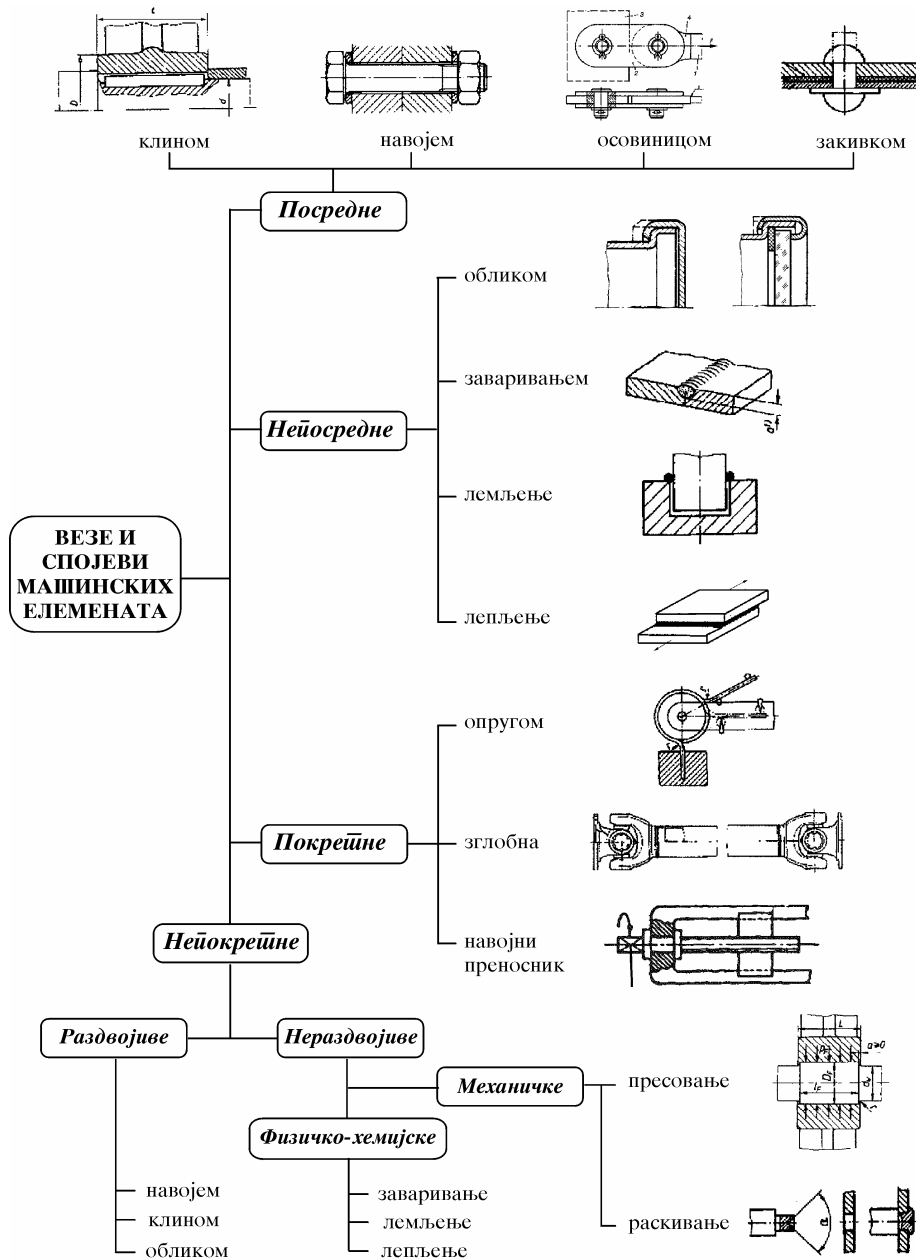 клином
навојем
осовиницом
закивком
Посредне
обликом
заваривањем
Непосредне
лемљење
лепљење
ВЕЗЕ И
СПОЈЕВИ
МАШИНСКИХ
ЕЛЕМЕНАТА
опругом
Покретне
зглобна
навојни
преносник
Непокретне
Раздвојиве
Нераздвојиве
Механичке
пресовање
Физичко-хемијске
навојем
клином
обликом
заваривање
лемљење
лепљење
раскивање